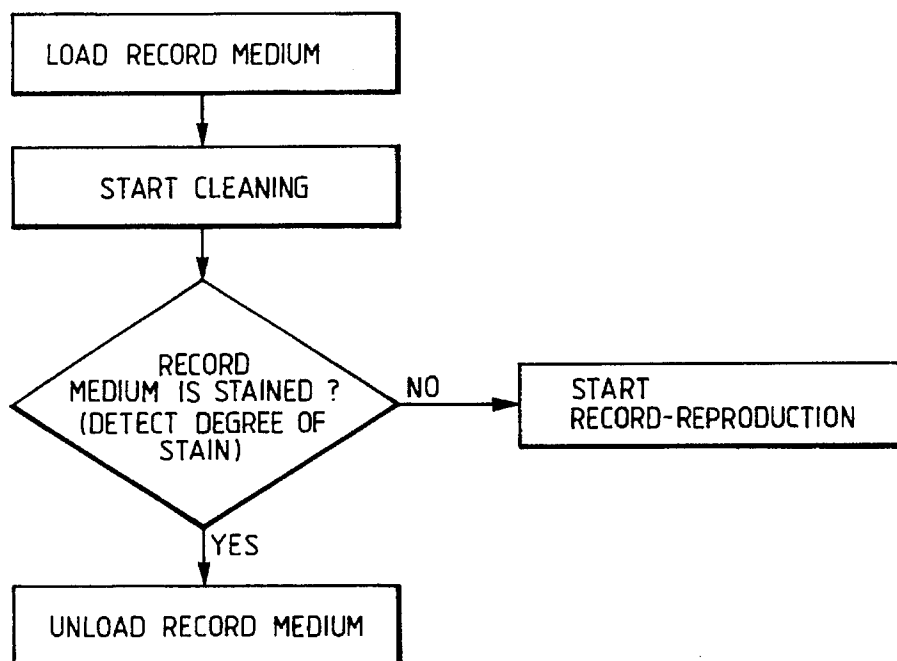 LOAD RECORD MEDIUM
START CLEANING
RECORD
MEDIUM IS STAINED ?
(DETECT DEGREE OF
STAIN)
NO
START
RECORD-REPRODUCTION
YES
UNLOAD RECORD MEDIUM